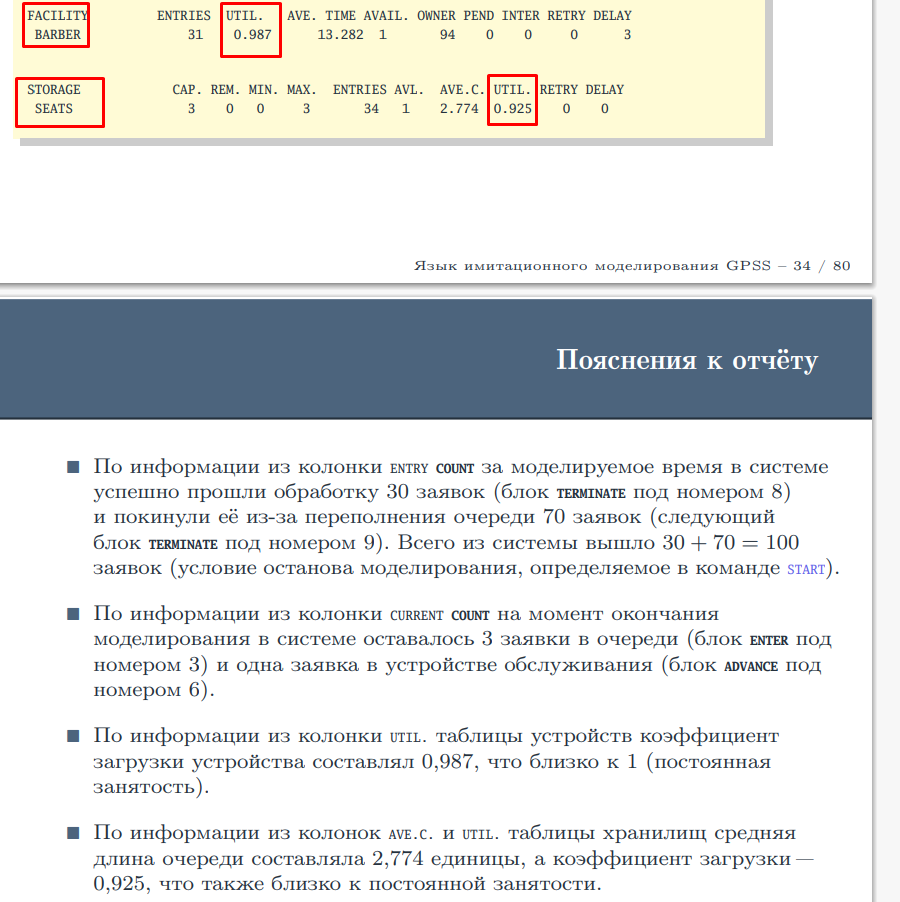 FACILITY ENTRIES UTIL. AVE. TIME AVAIL. OWNER PEND INTER RETRY DELAY
BARBER 31 0.987 13.282 1 94 0 0 0 3
STORAGE CAP. REM. MIN. MAX. ENTRIES AVL. AVE.C. UTIL. RETRY DELAY
SEATS 3 0 0 3 34 1 2.774 0.925 0 0
Язык имитационного моделирования GPSS – 34 / 80
Пояснения к отчёту
По информации из колонки ENTRY COUNT за моделируемое время в системе
успешно прошли обработку 30 заявок (блок TERMINATE под номером 8)
и покинули её из-за переполнения очереди 70 заявок (следующий
блок TERMINATE под номером 9). Всего из системы вышло 30 + 70 = 100
заявок (условие останова моделирования, определяемое в команде START).
По информации из колонки CURRENT COUNT на момент окончания
моделирования в системе оставалось 3 заявки в очереди (блок ENTER под
номером 3) и одна заявка в устройстве обслуживания (блок ADVANCE под
номером 6).
По информации из колонки UTIL. таблицы устройств коэффициент
загрузки устройства составлял 0,987, что близко к 1 (постоянная
занятость).
По информации из колонок AVE.C. и UTIL. таблицы хранилищ средняя
длина очереди составляла 2,774 единицы, а коэффициент загрузки —
0,925, что также близко к постоянной занятости.